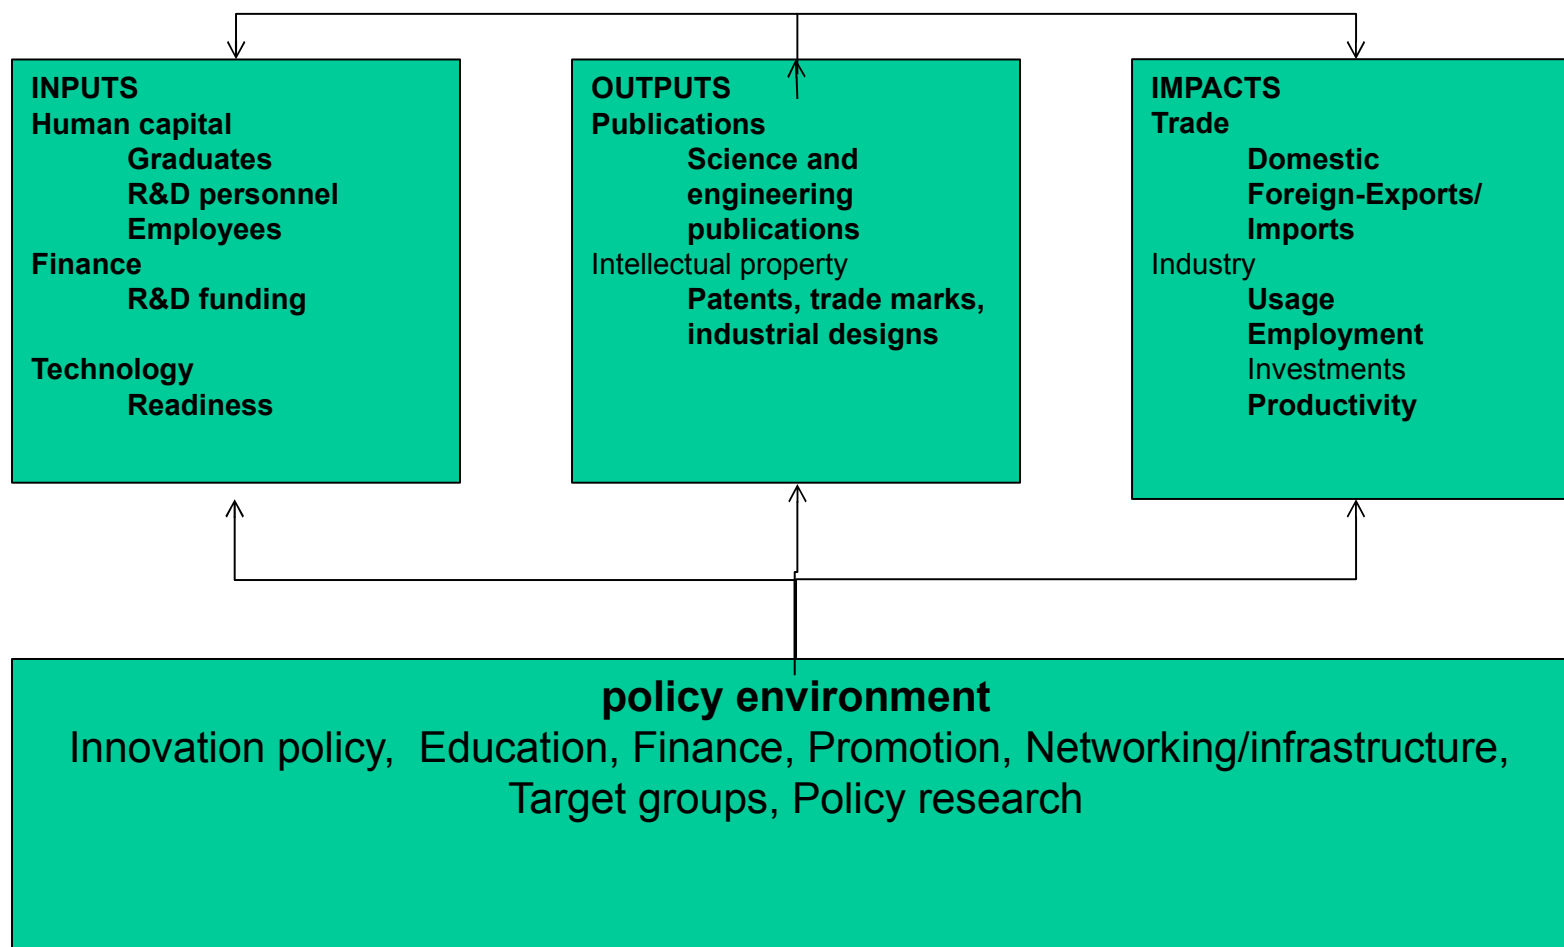 INPUTS
Human capital
Graduates
R&D personnel
Employees
Finance
R&D funding
Technology
Readiness
OUTPUTS
Publications
Science and
engineering
publications
Intellectual property
Patents, trade marks,
industrial designs
IMPACTS
Trade
Domestic
Foreign-Exports/
Imports
Industry
Usage
Employment
Investments
Productivity
policy environment
Innovation policy,  Education, Finance, Promotion, Networking/infrastructure,
Target groups, Policy research